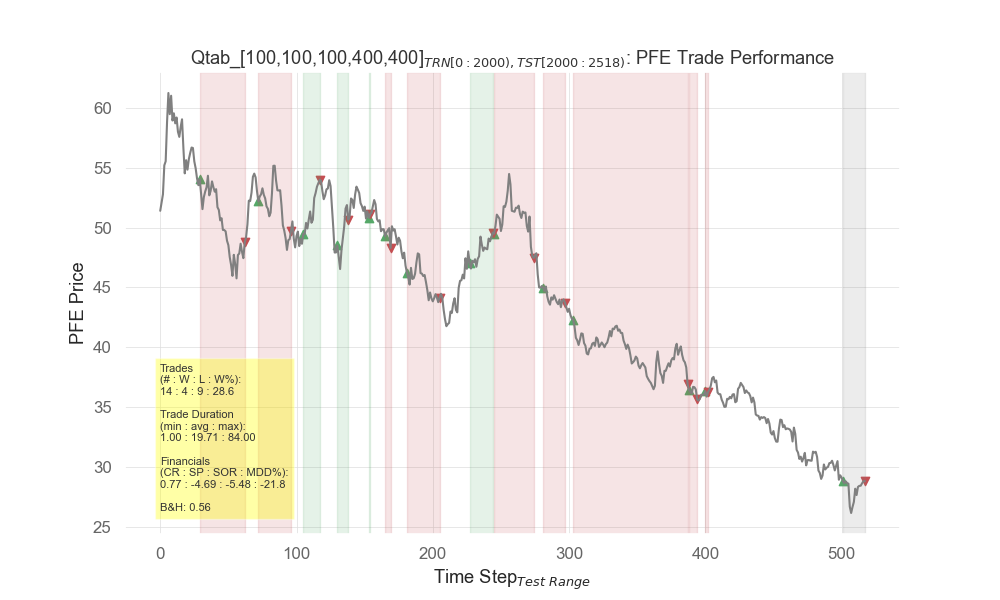 Qtab_[100,100,100,400,400]TRN[0 : 2000), TST[2000 : 2518): PFE Trade Performance
60
55
50
45
40
35
30
25
PFE Price
Trades
(# : W : L : W%):
14 : 4 : 9 : 28.6
Trade Duration
(min : avg : max):
1.00 : 19.71 : 84.00
Financials
(CR : SP : SOR : MDD%):
0.77 : -4.69 : -5.48 : -21.8
B&H: 0.56
0 100 200 300 400 500
Time StepTest Range